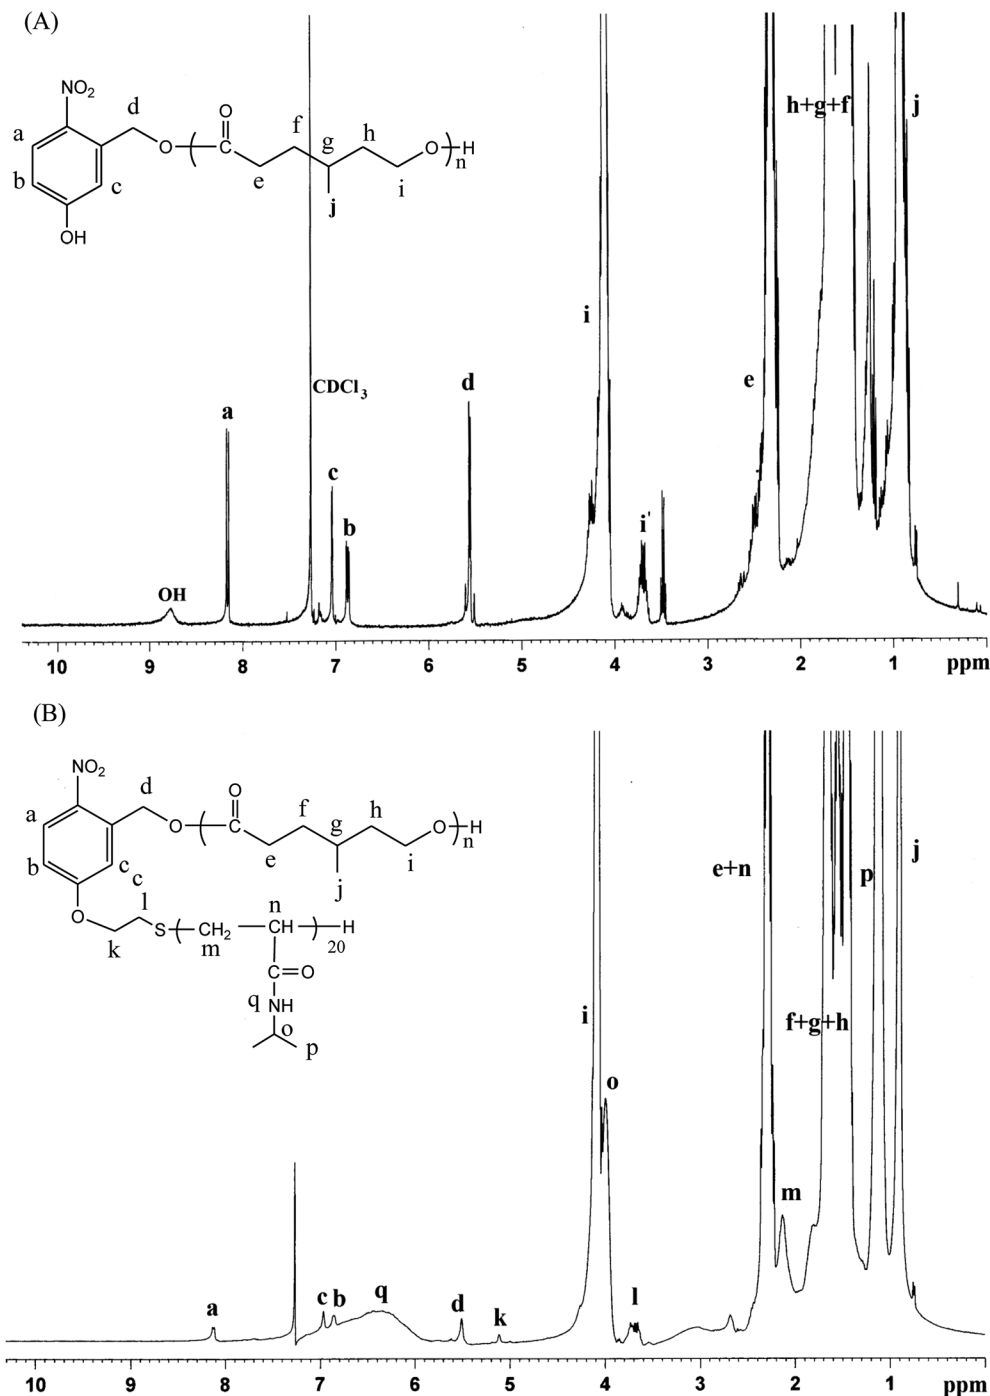 (A)
NO2
a
d
O
f
h
g
b
c
O
e
j
i
O
H
n
OH
h+g+f
j
i
e
CDCl3
d
a
c
b
i'
OH
10 9 8 7 6 5 4 3 2 1 ppm
(B)
NO2
a
d
O
f
h
g
b
c
c
O
e
j
i
O
H
n
O
l
k
S
CH2
m
n
CH
H
20
C=O
q
NH
o
p
e+n
p
j
i
f+g+h
o
m
a
c
b
q
d
k
l
10 9 8 7 6 5 4 3 2 1 ppm